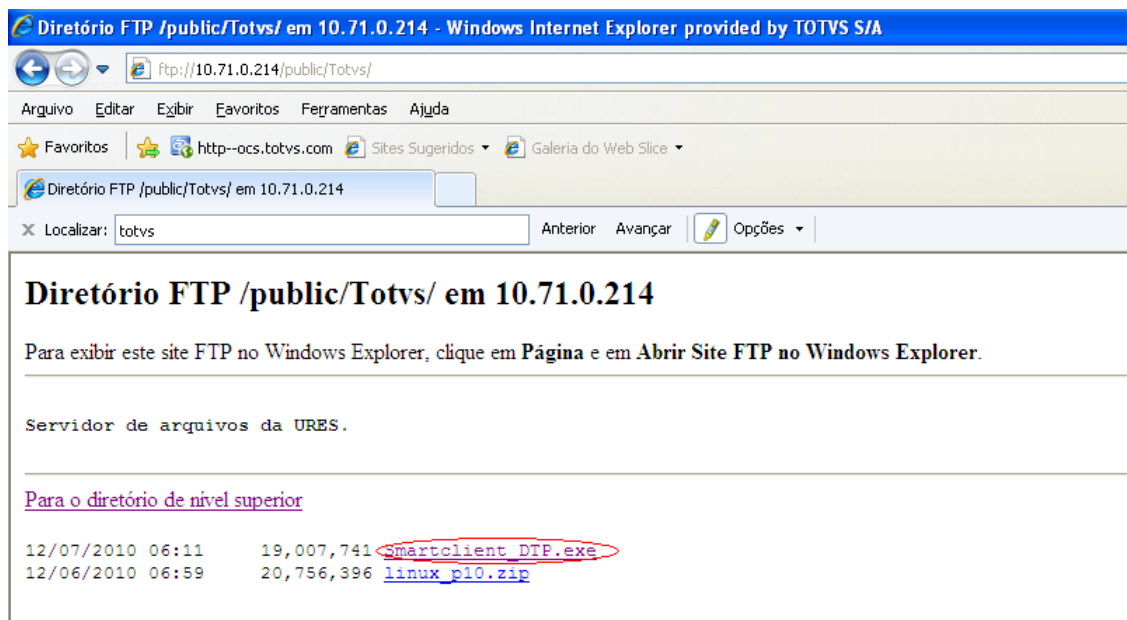 Diretório FTP /public/Totvs/ em 10.71.0.214 - Windows Internet Explorer provided by TOTVS S/A
ftp://10.71.0.214/public/Totvs/
Arquivo Editar Exibir Favoritos Ferramentas Ajuda
Favoritos http--ocs.totvs.com Sites Sugeridos Galeria do Web Slice
Diretório FTP /public/Totvs/ em 10.71.0.214
x Localizar: totvs Anterior Avançar Opções
Diretório FTP /public/Totvs/ em 10.71.0.214
Para exibir este site FTP no Windows Explorer, clique em Página e em Abrir Site FTP no Windows Explorer.
Servidor de arquivos da URES.
Para o diretório de nível superior
12/07/2010 06:11 19,007,741 Smartclient_DTP.exe
12/06/2010 06:59 20,756,396 linux_p10.zip